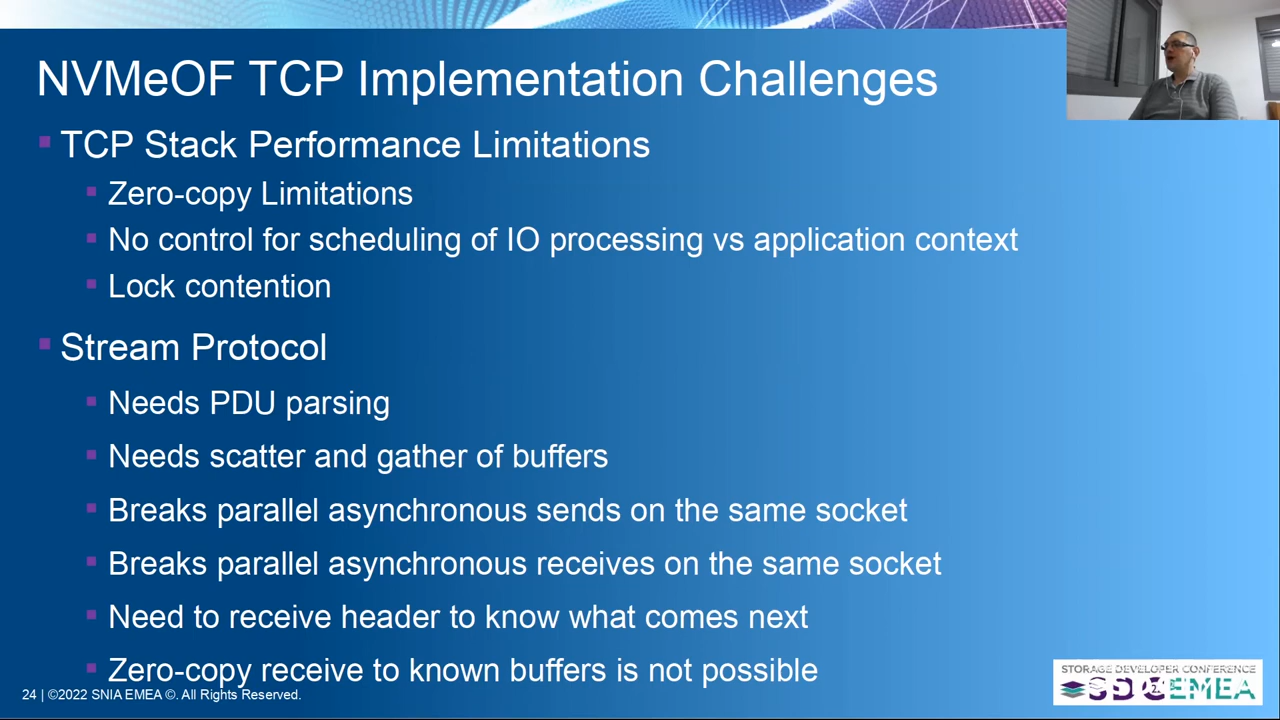 NVMeOF TCP Implementation Challenges
TCP Stack Performance Limitations
Zero-copy Limitations
No control for scheduling of IO processing vs application context
Lock contention
Stream Protocol
Needs PDU parsing
Needs scatter and gather of buffers
Breaks parallel asynchronous sends on the same socket
Breaks parallel asynchronous receives on the same socket
Need to receive header to know what comes next
Zero-copy receive to known buffers is not possible
24 | ©2022 SNIA EMEA ©. All Rights Reserved.
STORAGE DEVELOPER CONFERENCE
EMEA